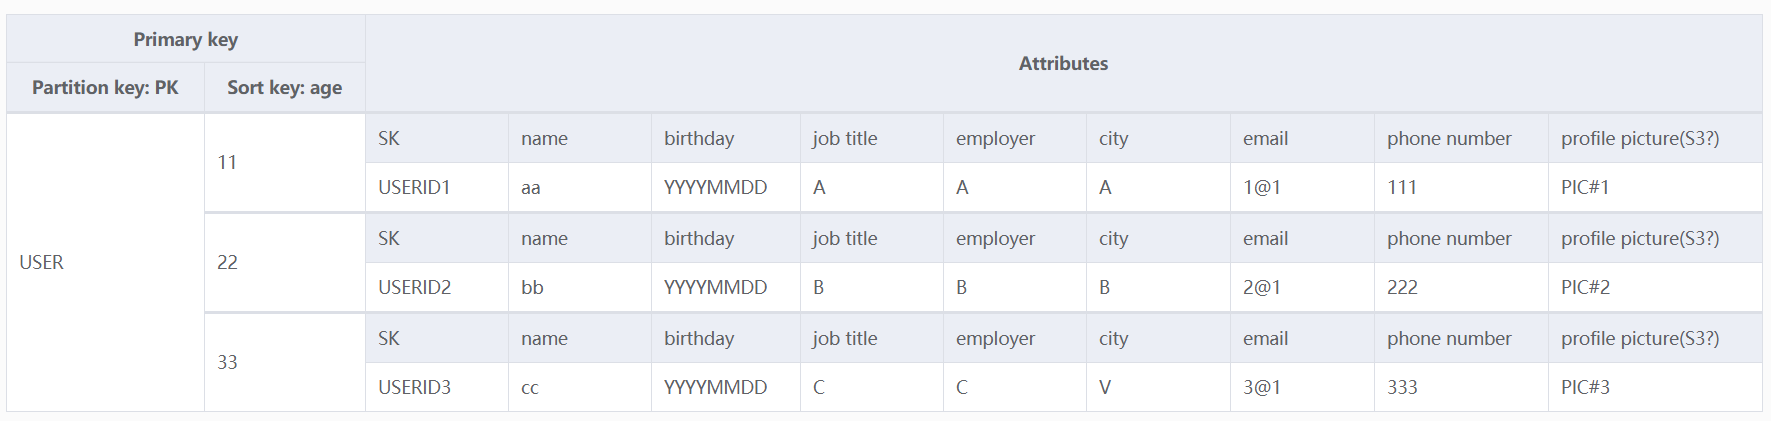 Primary key
Attributes
Partition key: PK Sort key: age
SK name birthday job title employer city email phone number profile picture(S3?)
11
USERID1 aa YYYYMMDD A A A 1@1 111 PIC#1
SK name birthday job title employer city email phone number profile picture(S3?)
USER 22
USERID2 bb YYYYMMDD B B B 2@1 222 PIC#2
SK name birthday job title employer city email phone number profile picture(S3?)
33
USERID3 cc YYYYMMDD C C V 3@1 333 PIC#3